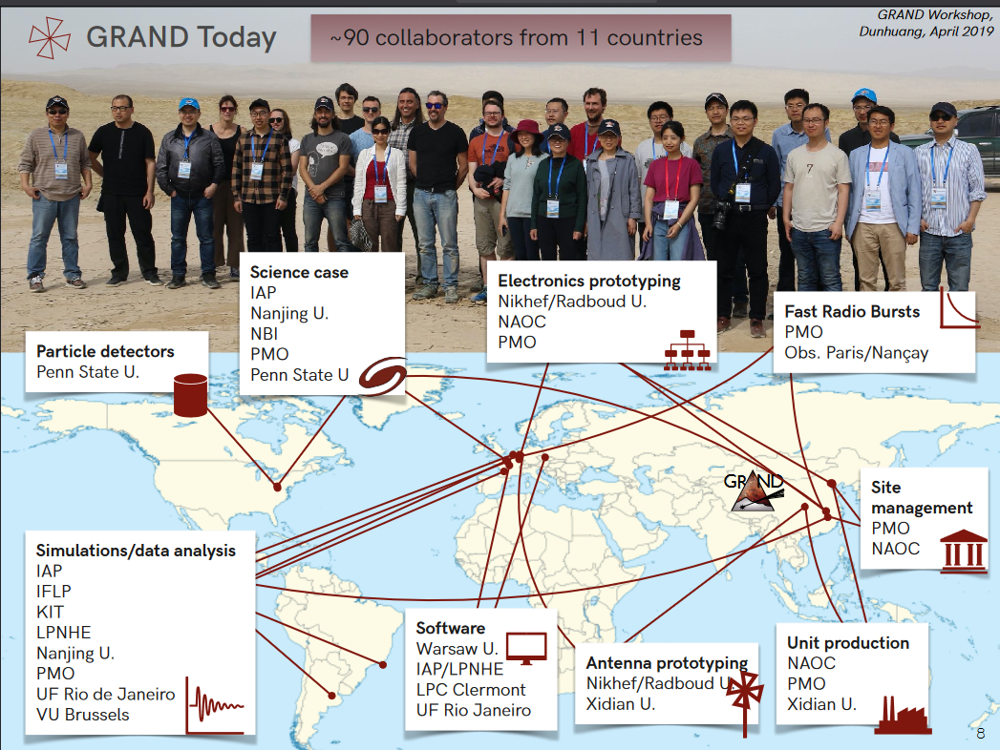 GRAND Today
~90 collaborators from 11 countries
GRAND Workshop,
Dunhuang, April 2019
Science case
IAP
Nanjing U.
NBI
PMO
Penn State U
Electronics prototyping
Nikhef/Radboud U.
NAOC
PMO
Fast Radio Bursts
PMO
Obs. Paris/Nançay
Particle detectors
Penn State U.
GRAND
Site
management
PMO
NAOC
Simulations/data analysis
IAP
IFLP
KIT
LPNHE
Nanjing U.
PMO
UF Rio de Janeiro
VU Brussels
Software
Warsaw U.
IAP/LPNHE
LPC Clermont
UF Rio Janeiro
Antenna prototyping
Nikhef/Radboud U.
Xidian U.
Unit production
NAOC
PMO
Xidian U.
8